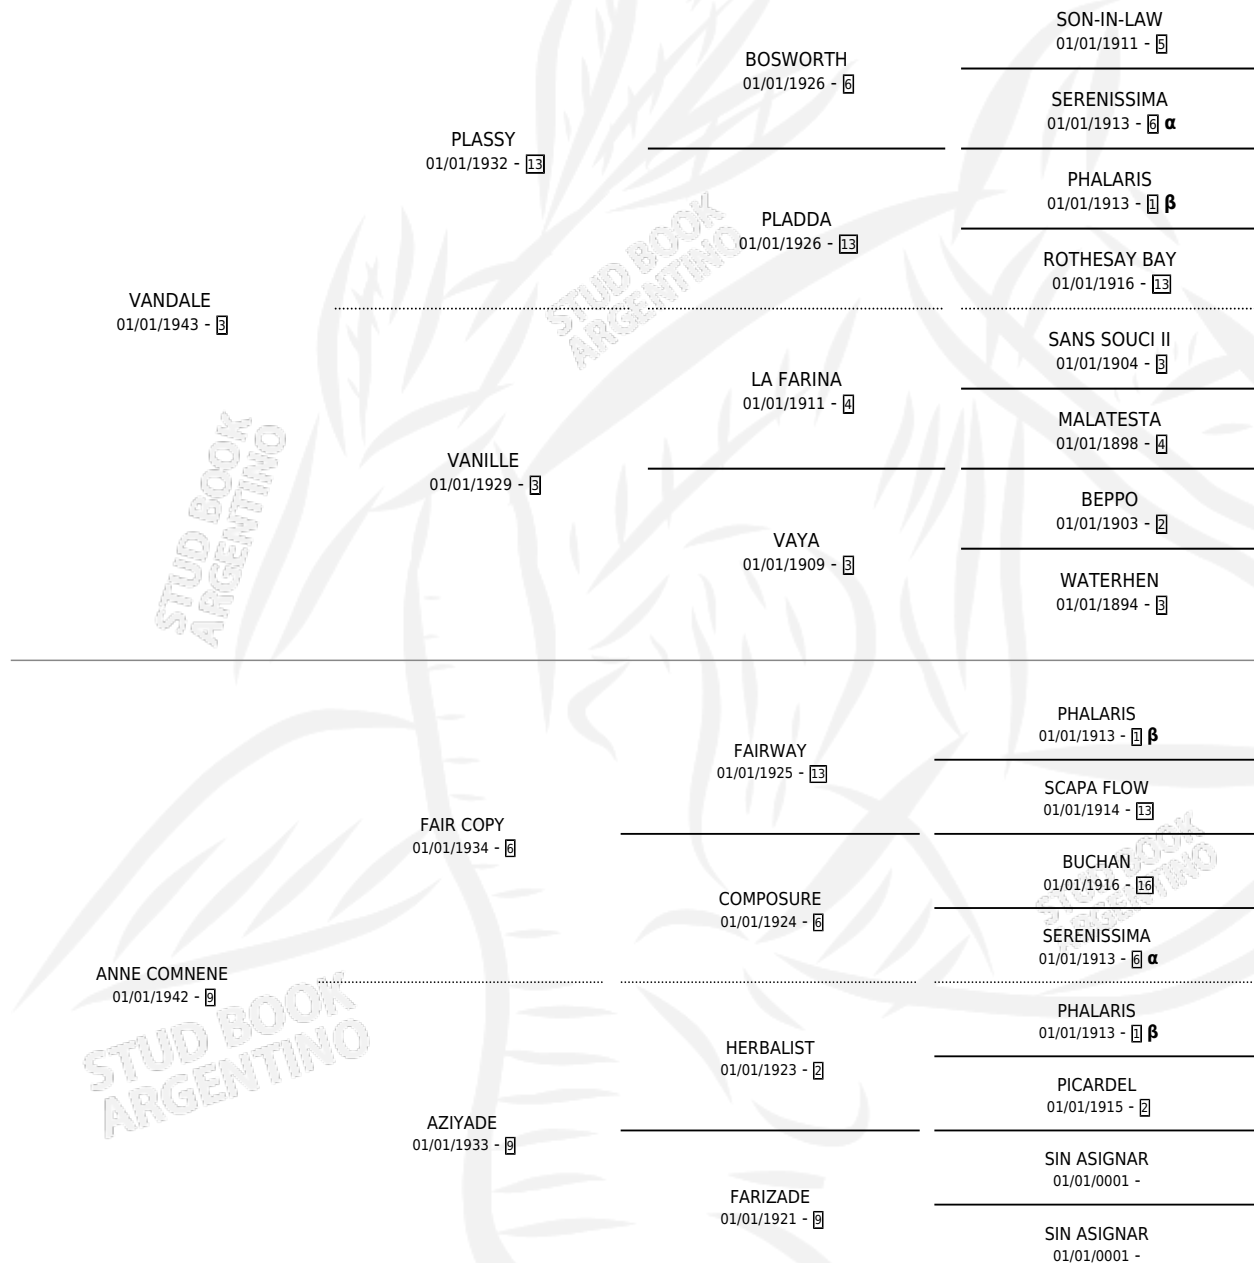 SON-IN-LAW
01/01/1911 - 5
BOSWORTH
01/01/1926 - 6
SERENISSIMA
01/01/1913 - 6 α
PLASSY
01/01/1932 - 13
PHALARIS
01/01/1913 - 1 β
PLADDA
01/01/1926 - 13
ROTHESAY BAY
01/01/1916 - 13
VANDALE
01/01/1943 - 3
SANS SOUCI II
01/01/1904 - 3
LA FARINA
01/01/1911 - 4
MALATESTA
01/01/1898 - 4
VANILLE
01/01/1929 - 3
BEPPO
01/01/1903 - 2
VAYA
01/01/1909 - 3
WATERHEN
01/01/1894 - 3
PHALARIS
01/01/1913 - 1 β
FAIRWAY
01/01/1925 - 13
SCAPA FLOW
01/01/1914 - 13
FAIR COPY
01/01/1934 - 6
BUCHAN
01/01/1916 - 16
COMPOSURE
01/01/1924 - 6
SERENISSIMA
01/01/1913 - 6 α
ANNE COMNENE
01/01/1942 - 9
PHALARIS
01/01/1913 - 1 β
HERBALIST
01/01/1923 - 2
PICARDEL
01/01/1915 - 2
AZIYADE
01/01/1933 - 9
SIN ASIGNAR
01/01/0001 -
FARIZADE
01/01/1921 - 9
SIN ASIGNAR
01/01/0001 -
STUD BOOK
ARGENTINO
STUD BOOK
ARGENTINO
STUD BOOK
ARGENTINO
STUD BOOK
ARGENTINO